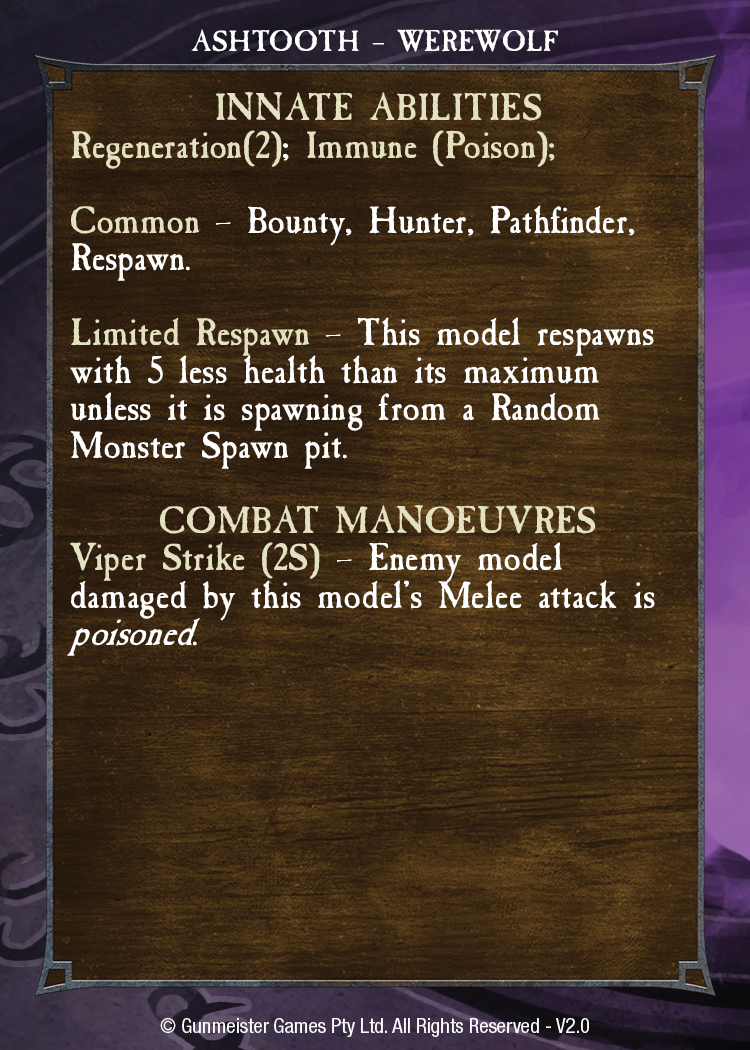 ASHTOOTH – WEREWOLF
INNATE ABILITIES
Regeneration(2); Immune (Poison);
Common – Bounty, Hunter, Pathfinder,
Respawn.
Limited Respawn – This model respawns
with 5 less health than its maximum
unless it is spawning from a Random
Monster Spawn pit.
COMBAT MANOEUVRES
Viper Strike (2S) – Enemy model
damaged by this model's Melee attack is
poisoned.
© Gunmeister Games Pty Ltd. All Rights Reserved - V2.0